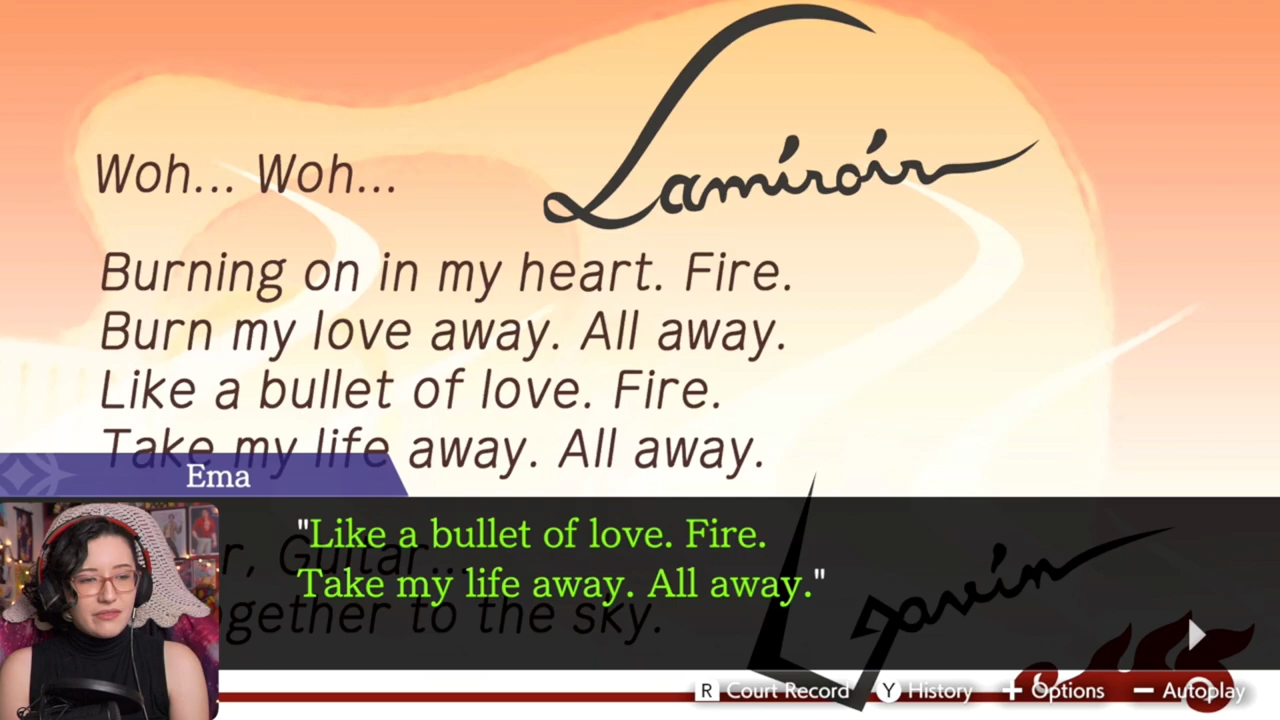 Lamiroir
Woh... Woh...
Burning on in my heart. Fire.
Burn my love away. All away.
Like a bullet of love. Fire.
Take my life away. All away.
Ema
"Like a bullet of love. Fire.
Take my life away. All away."
r, Guitar...
gether to the sky.
Gavin
R Court Record Y History + Options − Autoplay